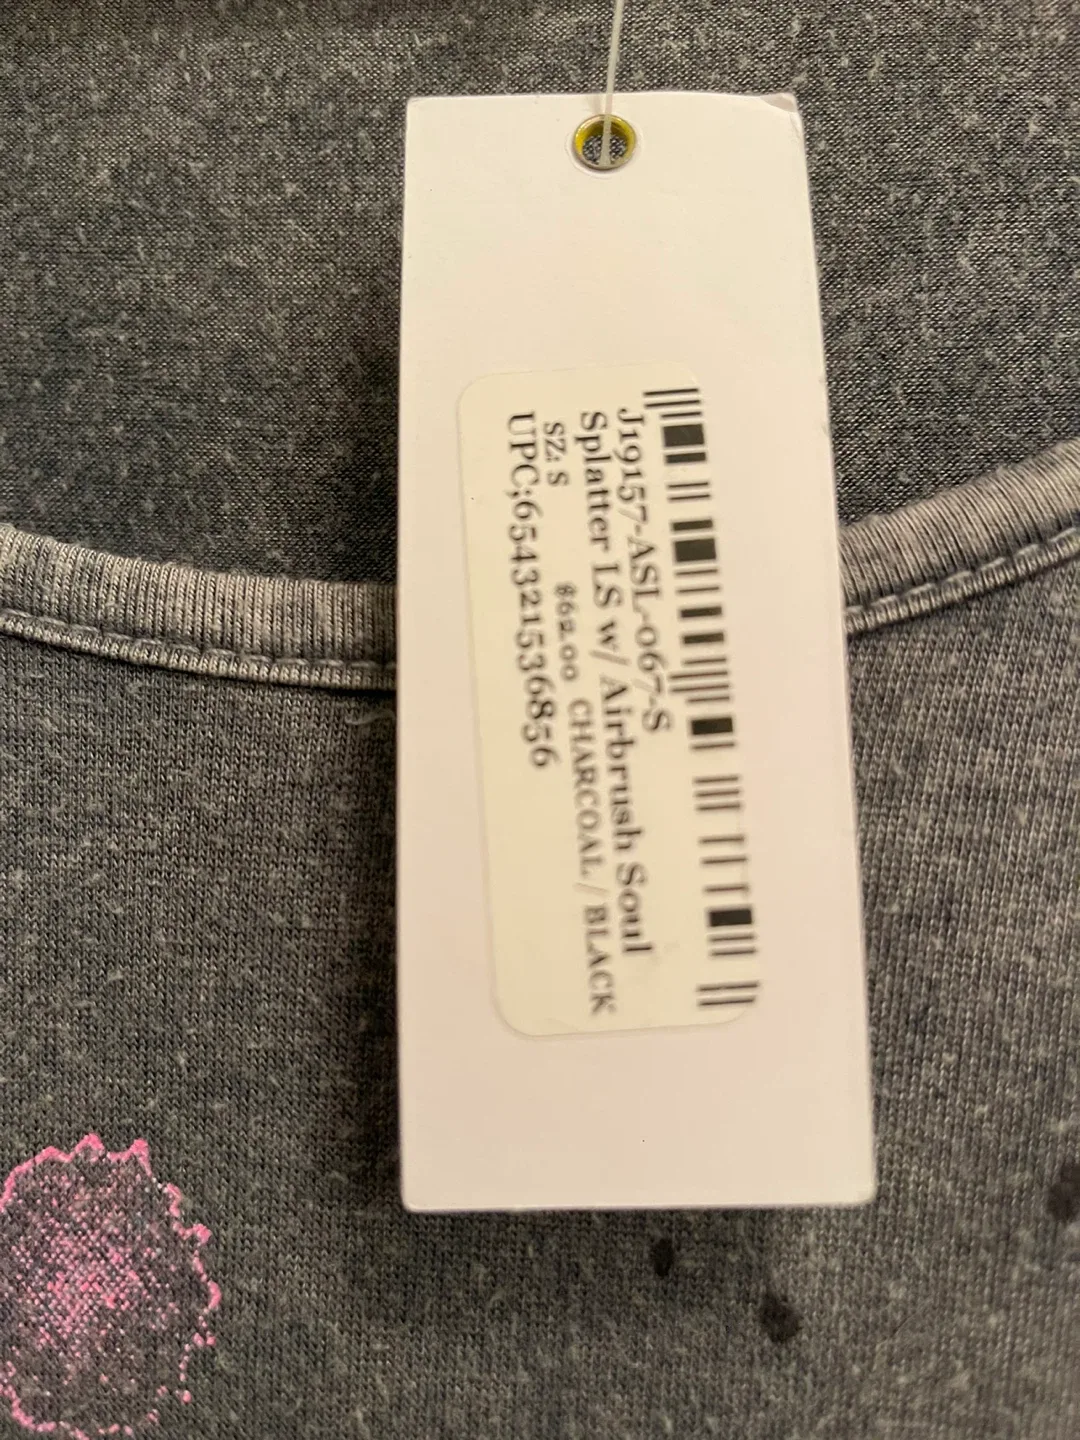 J19157-ASL-067-S
Splatter LS w/ Airbrush Soul
SZ: S $62.00 CHARCOAL / BLACK
UPC;654321536856